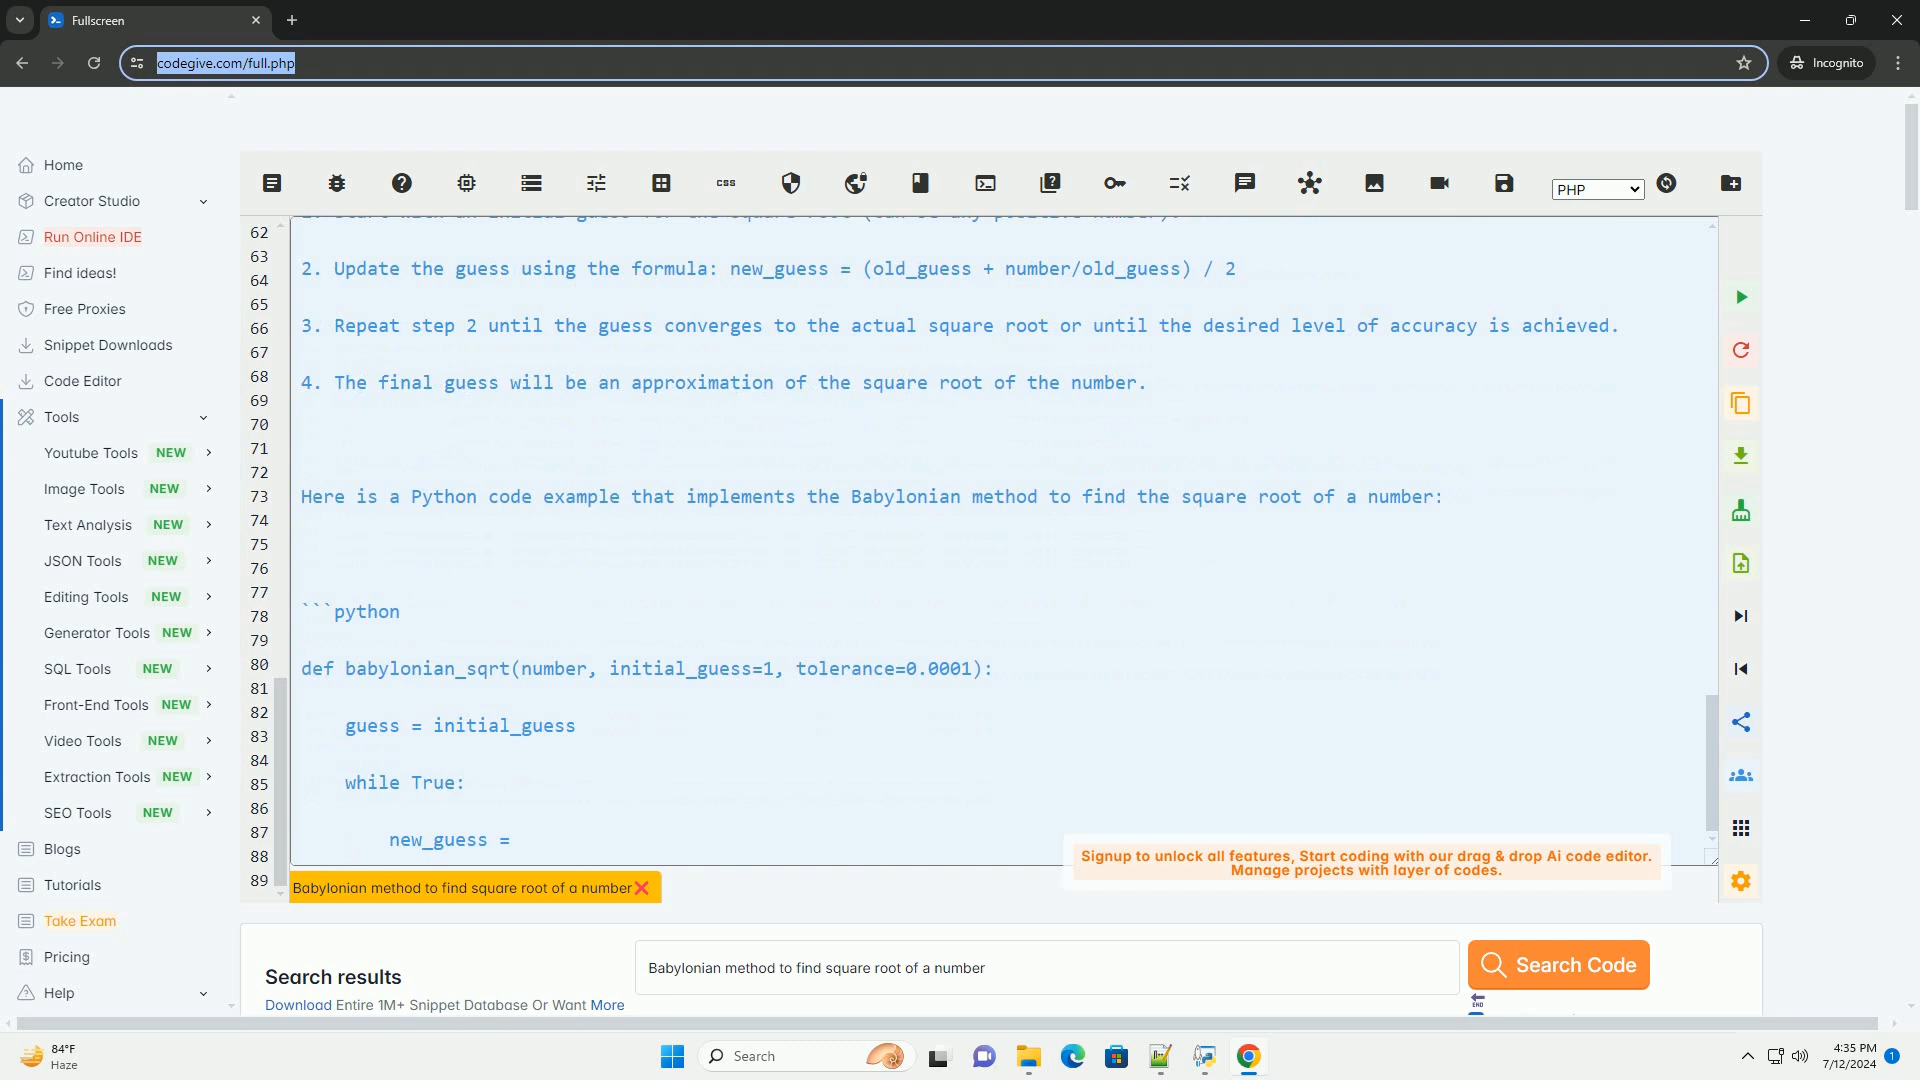 Fullscreen
codegive.com/full.php
Incognito
Home
Creator Studio
Run Online IDE
Find ideas!
Free Proxies
Snippet Downloads
Code Editor
Tools
Youtube Tools NEW
Image Tools NEW
Text Analysis NEW
JSON Tools NEW
Editing Tools NEW
Generator Tools NEW
SQL Tools NEW
Front-End Tools NEW
Video Tools NEW
Extraction Tools NEW
SEO Tools NEW
Blogs
Tutorials
Take Exam
Pricing
Help
css
PHP
62
63
64
65
66
67
68
69
70
71
72
73
74
75
76
77
78
79
80
81
82
83
84
85
86
87
88
89
2. Update the guess using the formula: new_guess = (old_guess + number/old_guess) / 2
3. Repeat step 2 until the guess converges to the actual square root or until the desired level of accuracy is achieved.
4. The final guess will be an approximation of the square root of the number.
Here is a Python code example that implements the Babylonian method to find the square root of a number:
```python
def babylonian_sqrt(number, initial_guess=1, tolerance=0.0001):
guess = initial_guess
while True:
new_guess =
Signup to unlock all features, Start coding with our drag & drop Ai code editor.
Manage projects with layer of codes.
Babylonian method to find square root of a number
Search results
Download Entire 1M+ Snippet Database Or Want More
Babylonian method to find square root of a number
Search Code
END
84°F
Haze
Search
4:35 PM
7/12/2024
1